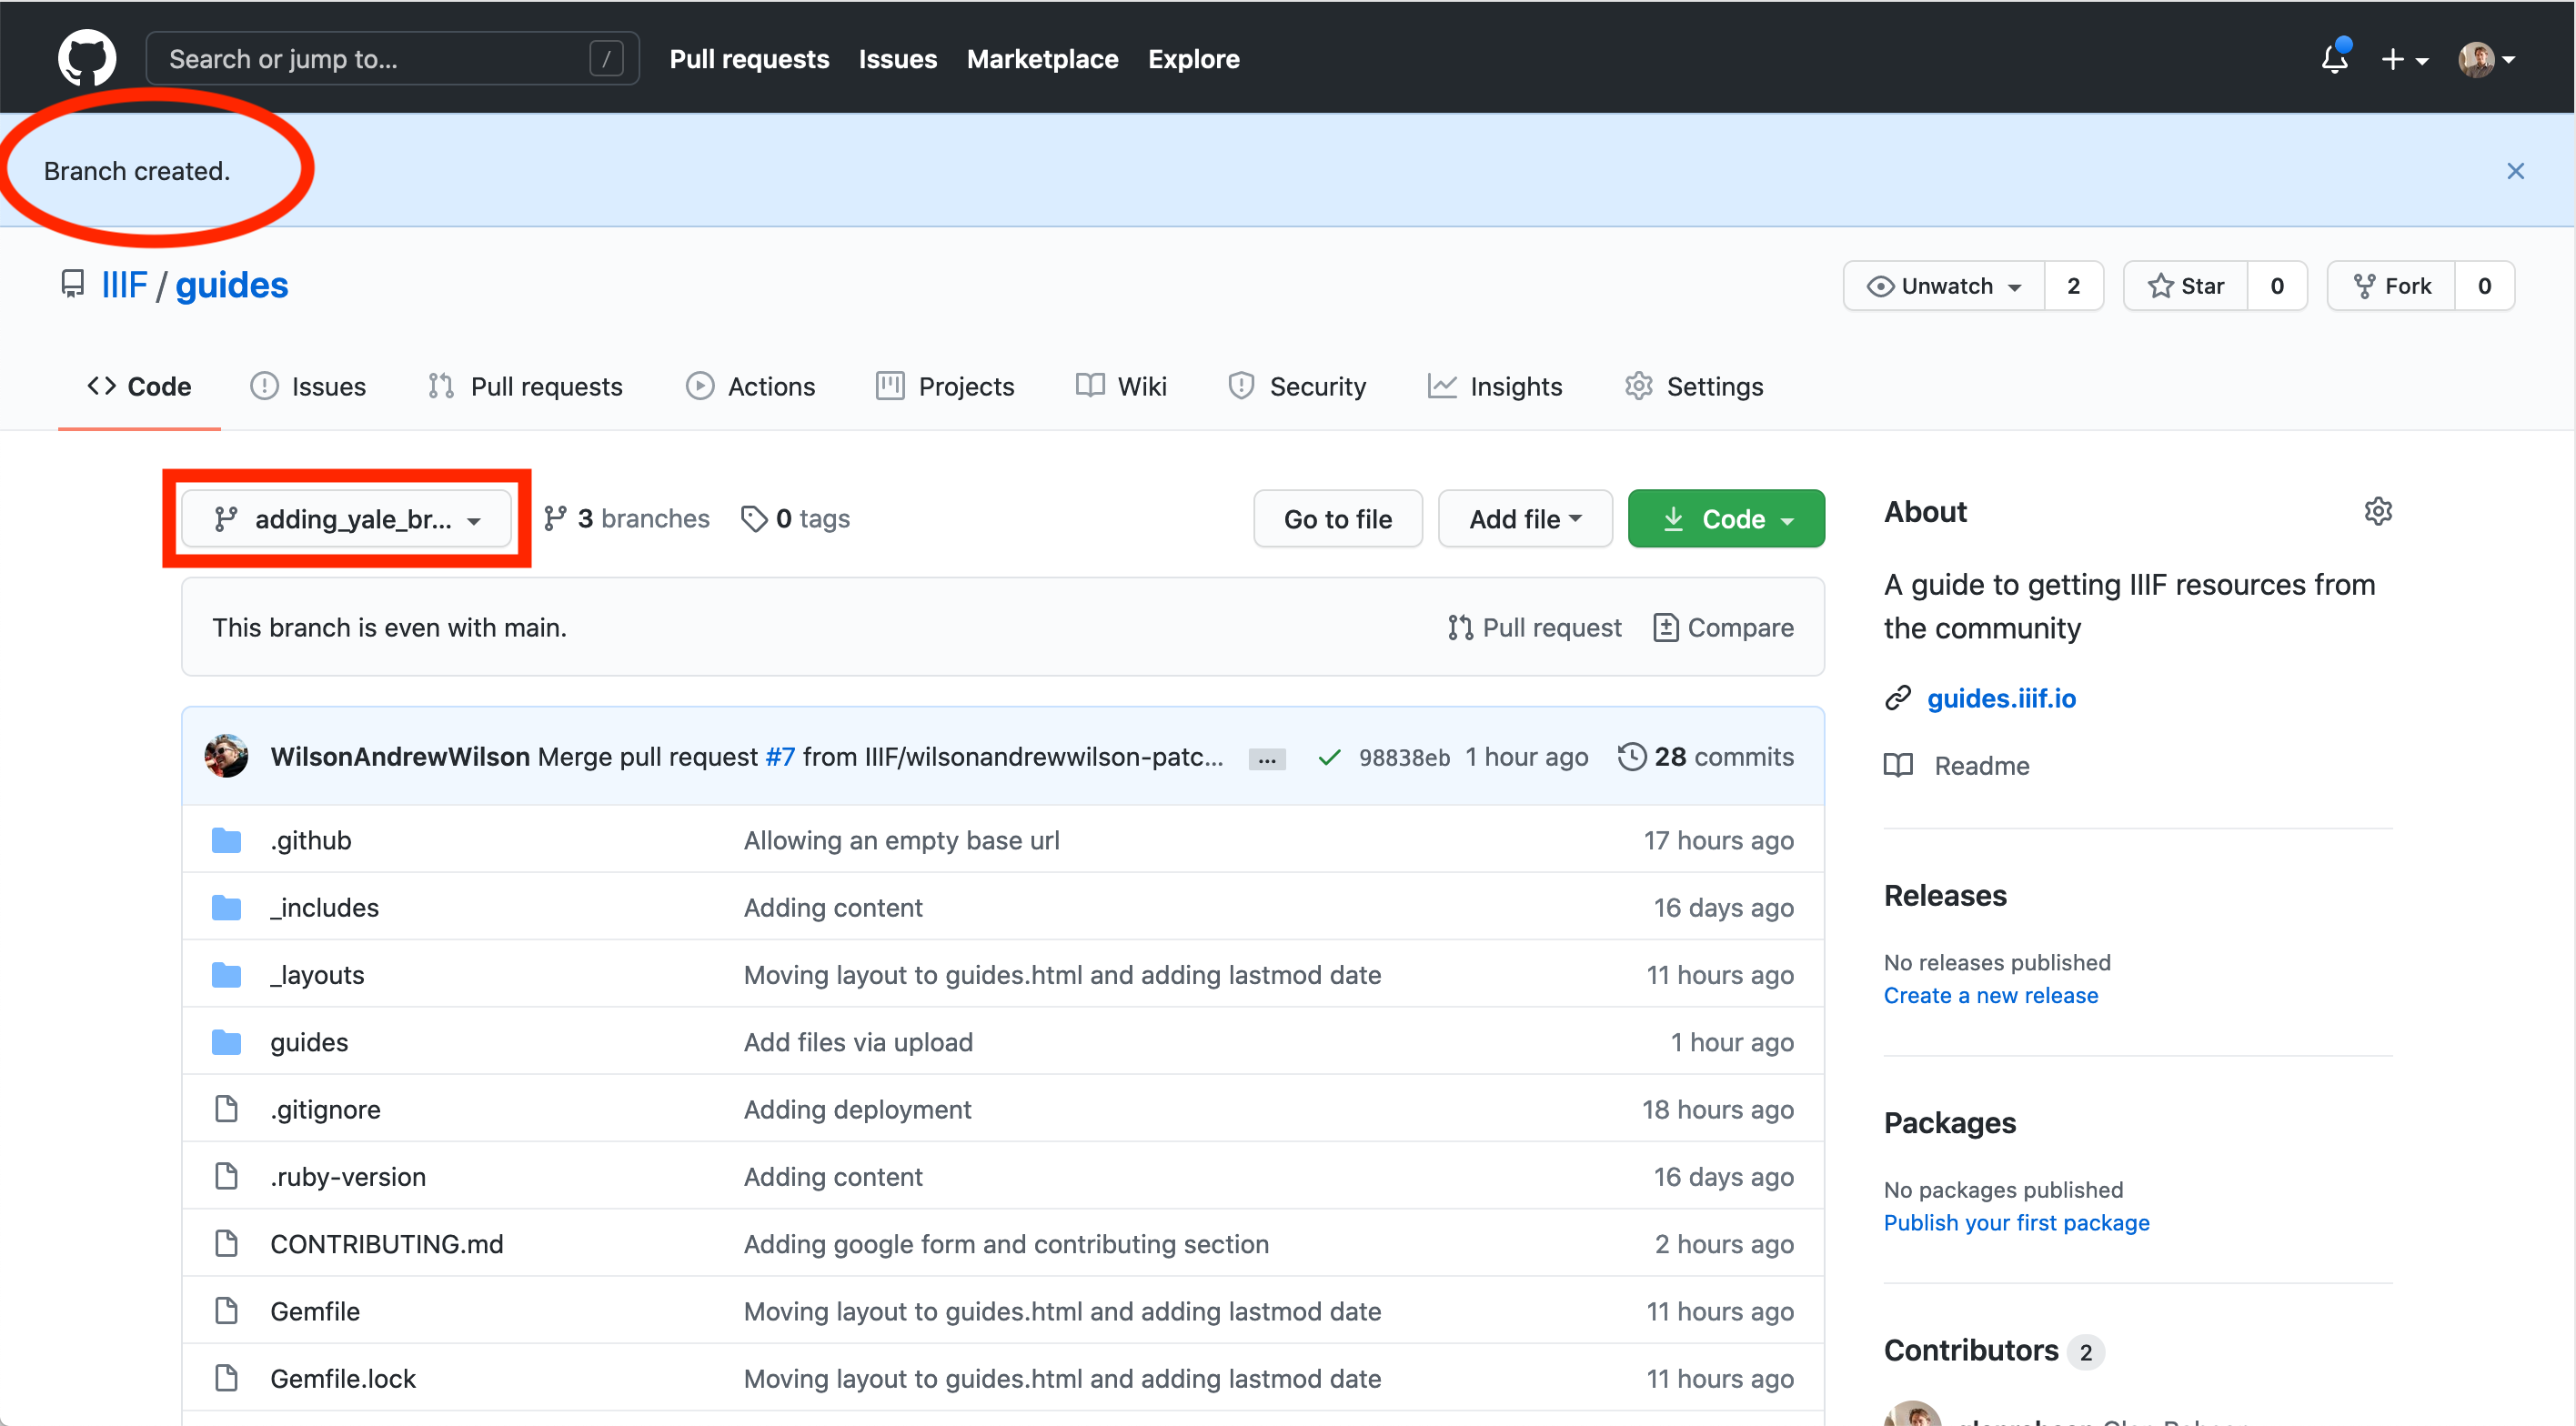 Search or jump to... / Pull requests Issues Marketplace Explore
Branch created.
IIIF / guides Unwatch 2 Star 0 Fork 0
Code Issues Pull requests Actions Projects Wiki Security Insights Settings
adding_yale_br... 3 branches 0 tags Go to file Add file Code
This branch is even with main. Pull request Compare
WilsonAndrewWilson Merge pull request #7 from IIIF/wilsonandrewwilson-patc... ... 98838eb 1 hour ago 28 commits
.github Allowing an empty base url 17 hours ago
_includes Adding content 16 days ago
_layouts Moving layout to guides.html and adding lastmod date 11 hours ago
guides Add files via upload 1 hour ago
.gitignore Adding deployment 18 hours ago
.ruby-version Adding content 16 days ago
CONTRIBUTING.md Adding google form and contributing section 2 hours ago
Gemfile Moving layout to guides.html and adding lastmod date 11 hours ago
Gemfile.lock Moving layout to guides.html and adding lastmod date 11 hours ago
About
A guide to getting IIIF resources from
the community
guides.iiif.io
Readme
Releases
No releases published
Create a new release
Packages
No packages published
Publish your first package
Contributors 2